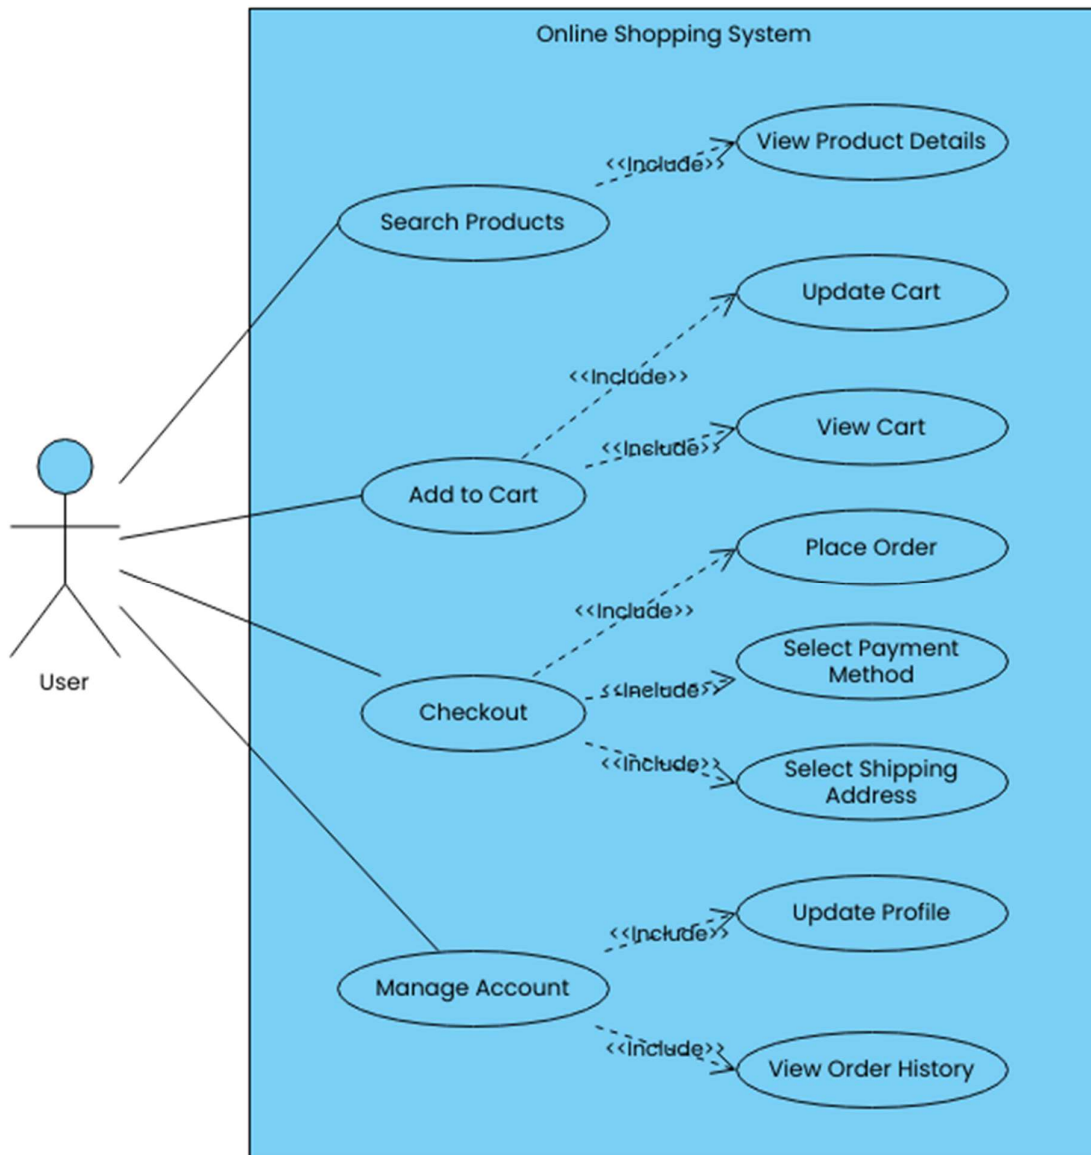 Online Shopping System
View Product Details
<<Include>>
Search Products
Update Cart
<<Include>>
View Cart
<<Include>>
Add to Cart
Place Order
<<Include>>
Select Payment
Method
<<Include>>
Checkout
<<Include>>
Select Shipping
Address
User
Update Profile
<<Include>>
Manage Account
<<Include>>
View Order History